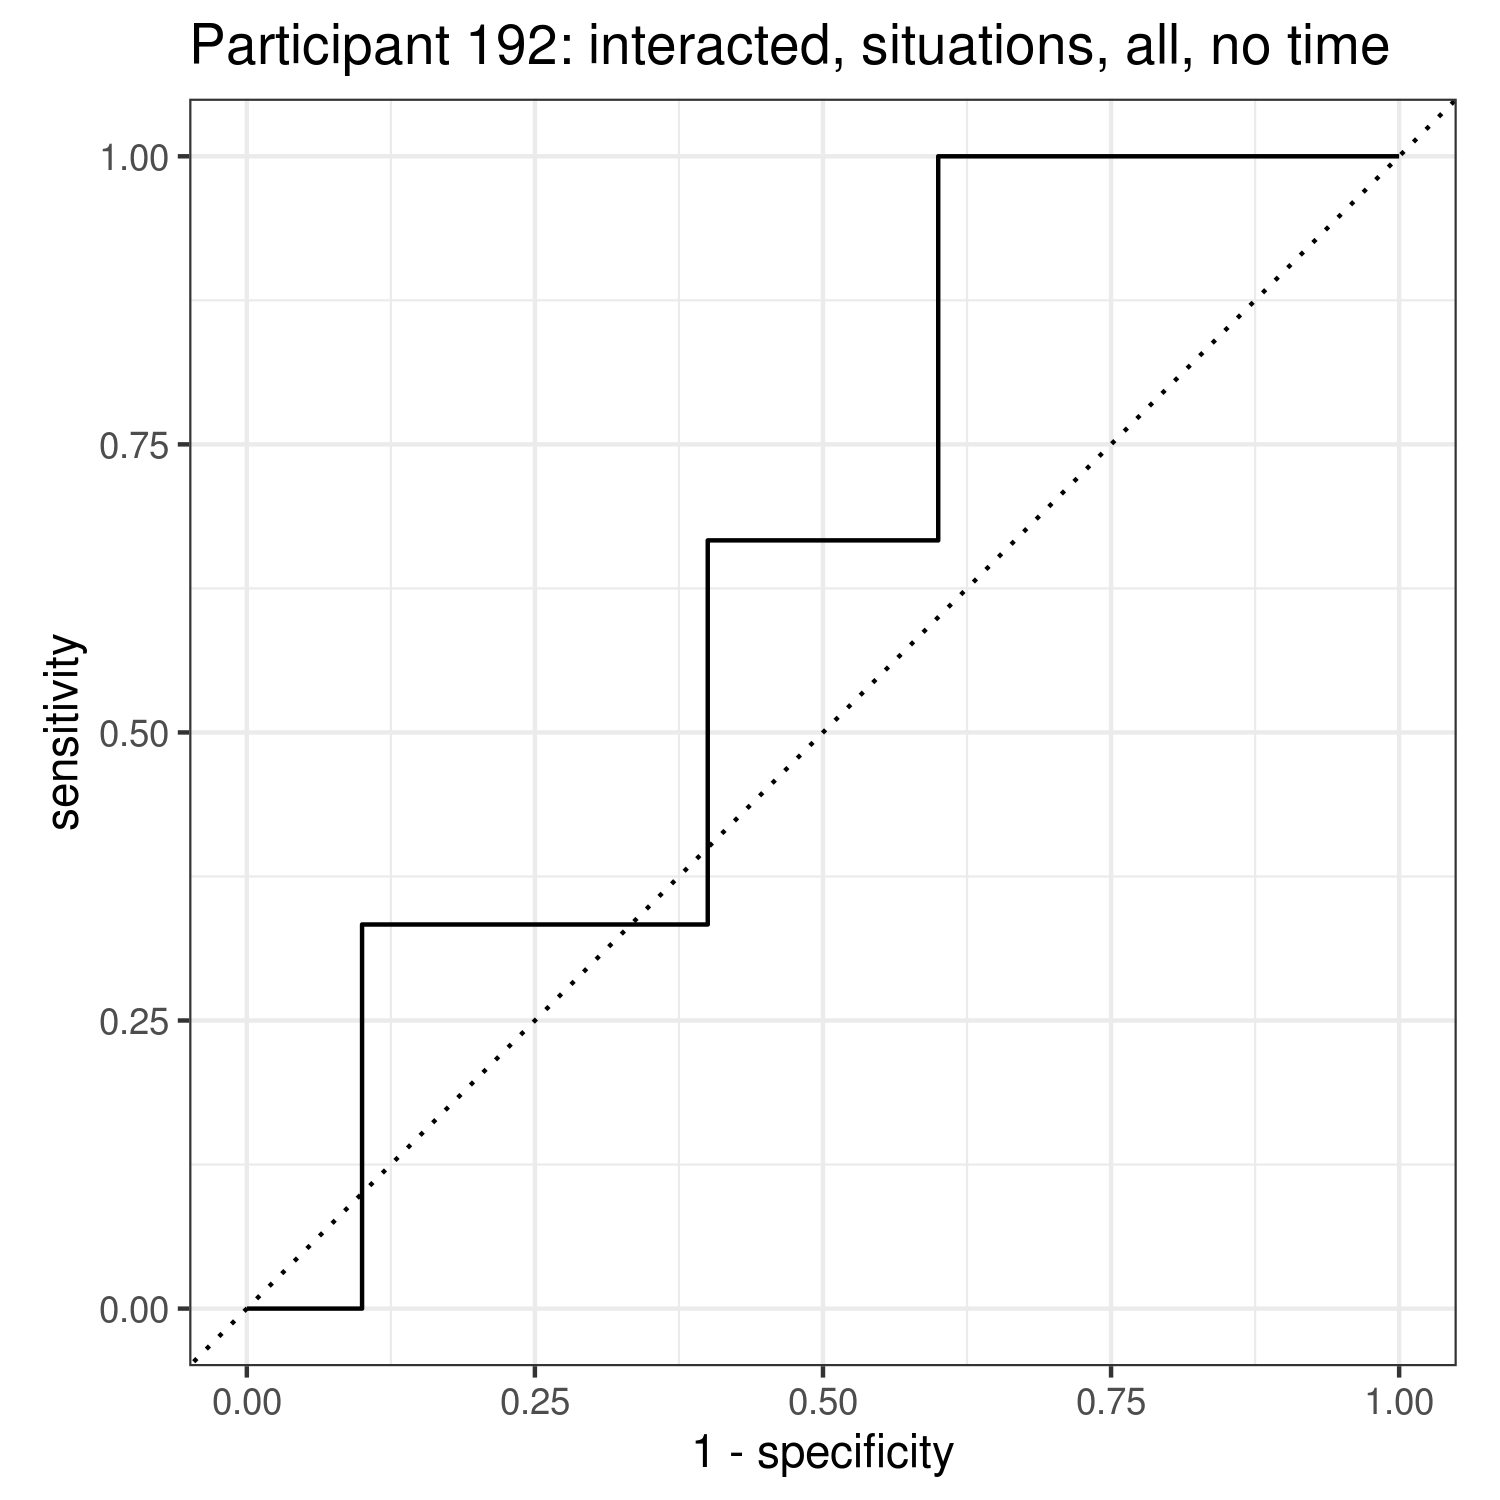 Participant 192: interacted, situations, all, no time
1.00
0.75
0.50
0.25
0.00
sensitivity
0.00 0.25 0.50 0.75 1.00
1 - specificity